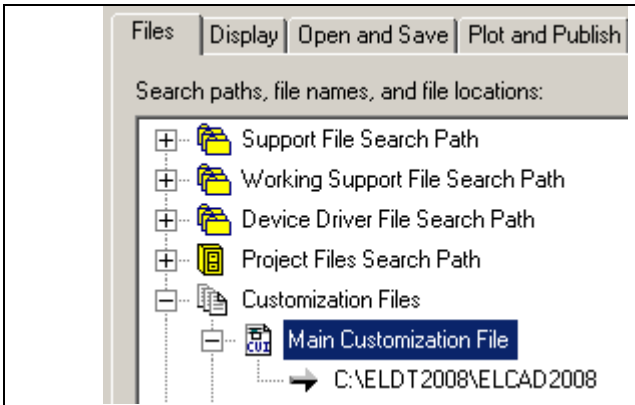 Files Display Open and Save Plot and Publish
Search paths, file names, and file locations:
Support File Search Path
Working Support File Search Path
Device Driver File Search Path
Project Files Search Path
Customization Files
CUI Main Customization File
C:\ELDT2008\ELCAD2008